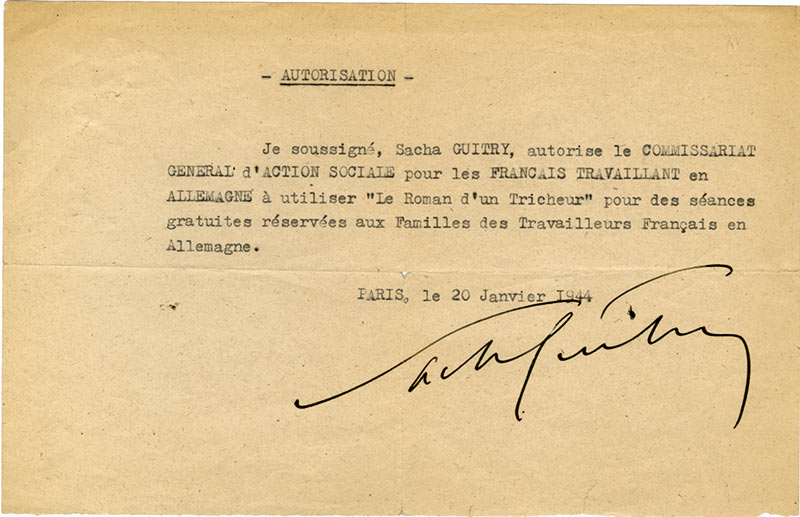 - AUTORISATION -
Je soussigné, Sacha GUITRY, autorise le COMMISSARIAT
GENERAL d'ACTION SOCIALE pour les FRANCAIS TRAVAILLANT en
ALLEMAGNE à utiliser "Le Roman d'un Tricheur" pour des séances
gratuites réservées aux Familles des Travailleurs Français en
Allemagne.
PARIS, le 20 Janvier 1944
Sacha Guitry